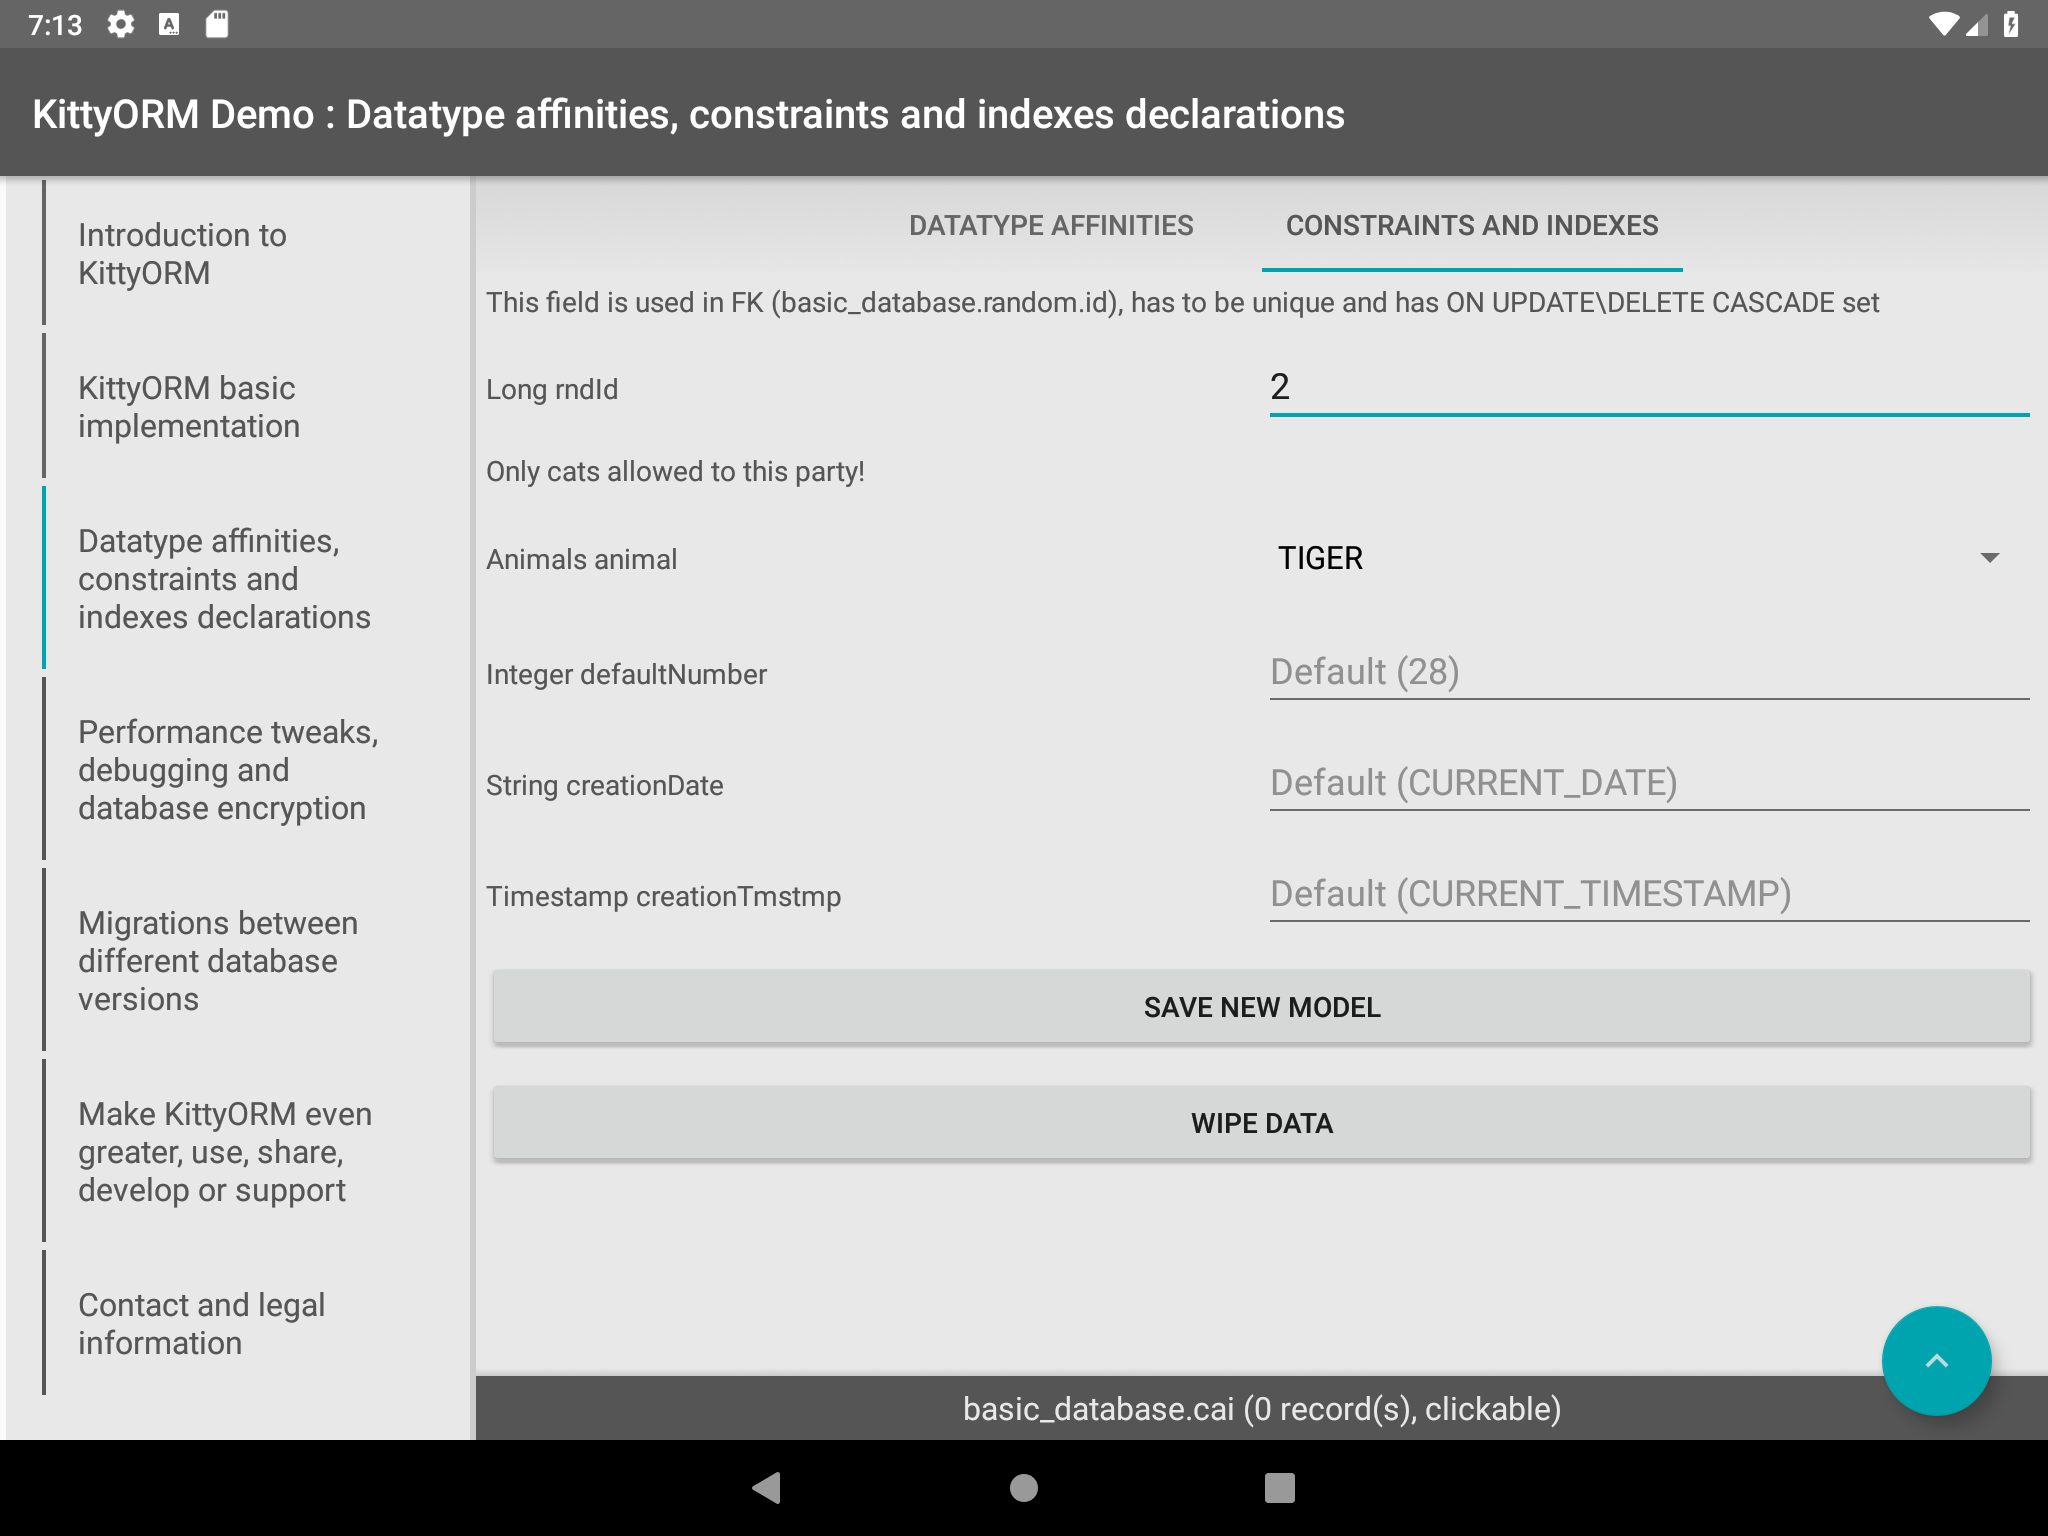 7:13
KittyORM Demo : Datatype affinities, constraints and indexes declarations
Introduction to
KittyORM
KittyORM basic
implementation
Datatype affinities,
constraints and
indexes declarations
Performance tweaks,
debugging and
database encryption
Migrations between
different database
versions
Make KittyORM even
greater, use, share,
develop or support
Contact and legal
information
DATATYPE AFFINITIES
CONSTRAINTS AND INDEXES
This field is used in FK (basic_database.random.id), has to be unique and has ON UPDATE\DELETE CASCADE set
Long rndId
2
Only cats allowed to this party!
Animals animal
TIGER
Integer defaultNumber
Default (28)
String creationDate
Default (CURRENT_DATE)
Timestamp creationTmstmp
Default (CURRENT_TIMESTAMP)
SAVE NEW MODEL
WIPE DATA
basic_database.cai (0 record(s), clickable)